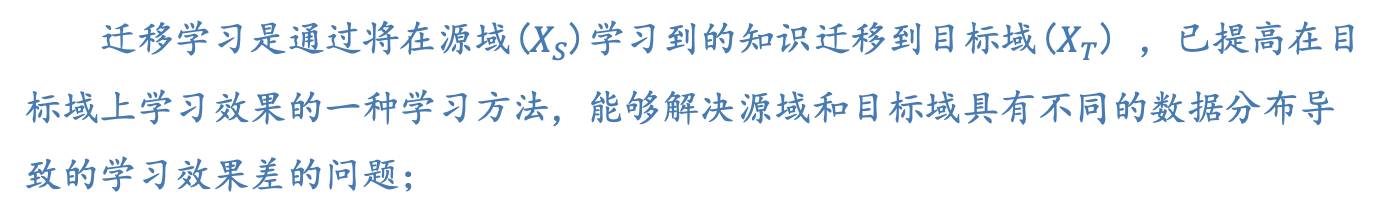 迁移学习是通过将在源域(X_S)学习到的知识迁移到目标域(X_T），已提高在目
标域上学习效果的一种学习方法，能够解决源域和目标域具有不同的数据分布导
致的学习效果差的问题；